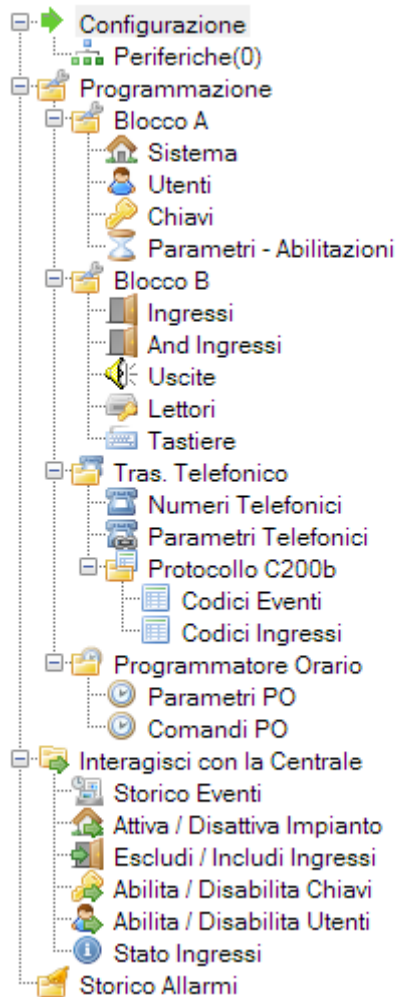 Configurazione
Periferiche(0)
Programmazione
Blocco A
Sistema
Utenti
Chiavi
Parametri - Abilitazioni
Blocco B
Ingressi
And Ingressi
Uscite
Lettori
Tastiere
Tras. Telefonico
Numeri Telefonici
Parametri Telefonici
Protocollo C200b
Codici Eventi
Codici Ingressi
Programmatore Orario
Parametri PO
Comandi PO
Interagisci con la Centrale
Storico Eventi
Attiva / Disattiva Impianto
Escludi / Includi Ingressi
Abilita / Disabilita Chiavi
Abilita / Disabilita Utenti
Stato Ingressi
Storico Allarmi